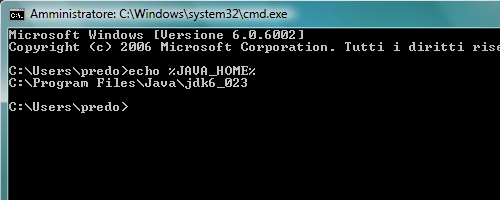 Amministratore: C:\Windows\system32\cmd.exe
Microsoft Windows [Versione 6.0.6002]
Copyright (c) 2006 Microsoft Corporation. Tutti i diritti rise
C:\Users\predo>echo %JAVA_HOME%
C:\Program Files\Java\jdk6_023
C:\Users\predo>